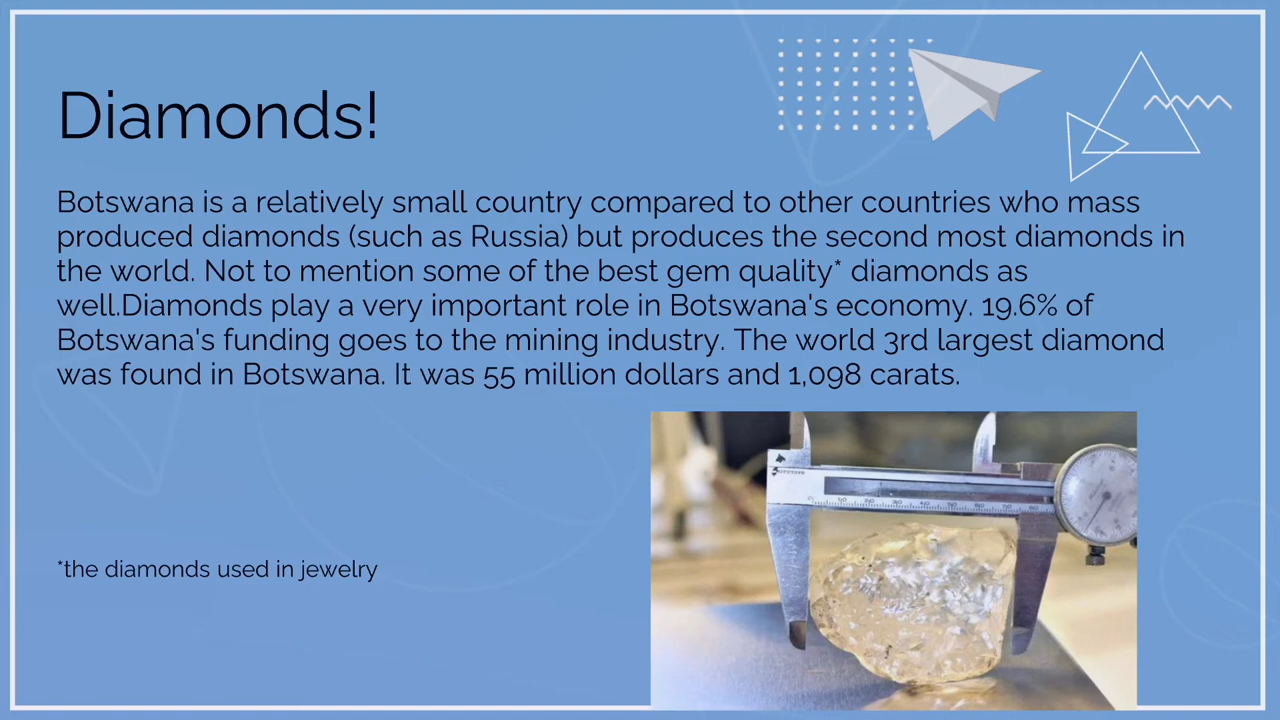 Diamonds!
Botswana is a relatively small country compared to other countries who mass
produced diamonds (such as Russia) but produces the second most diamonds in
the world. Not to mention some of the best gem quality* diamonds as
well.Diamonds play a very important role in Botswana's economy. 19.6% of
Botswana's funding goes to the mining industry. The world 3rd largest diamond
was found in Botswana. It was 55 million dollars and 1,098 carats.
*the diamonds used in jewelry